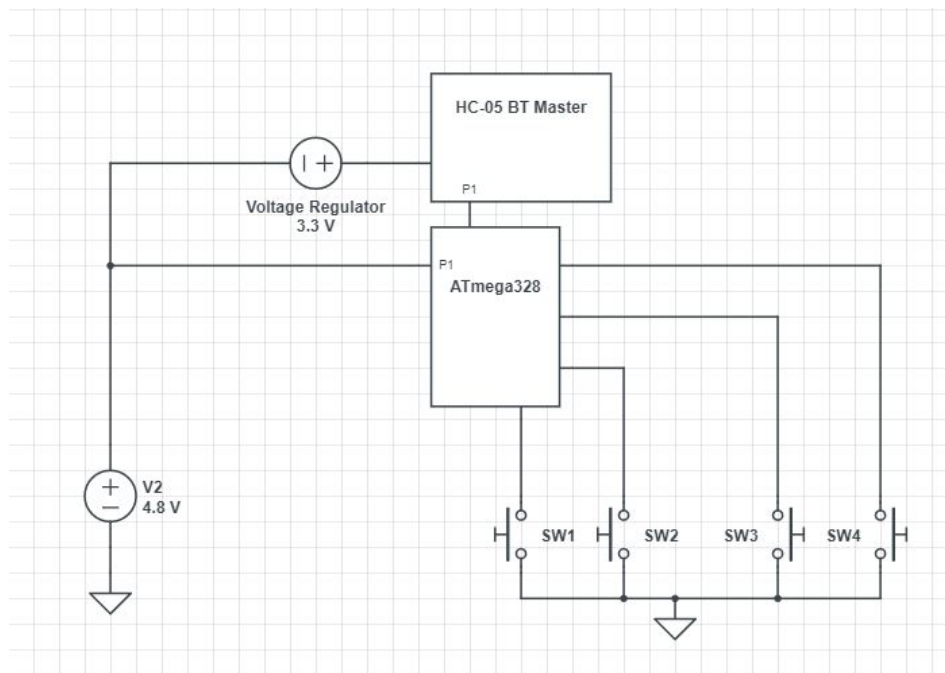 HC-05 BT Master
P1
Voltage Regulator
3.3 V
P1
ATmega328
V2
4.8 V
SW1
SW2
SW3
SW4